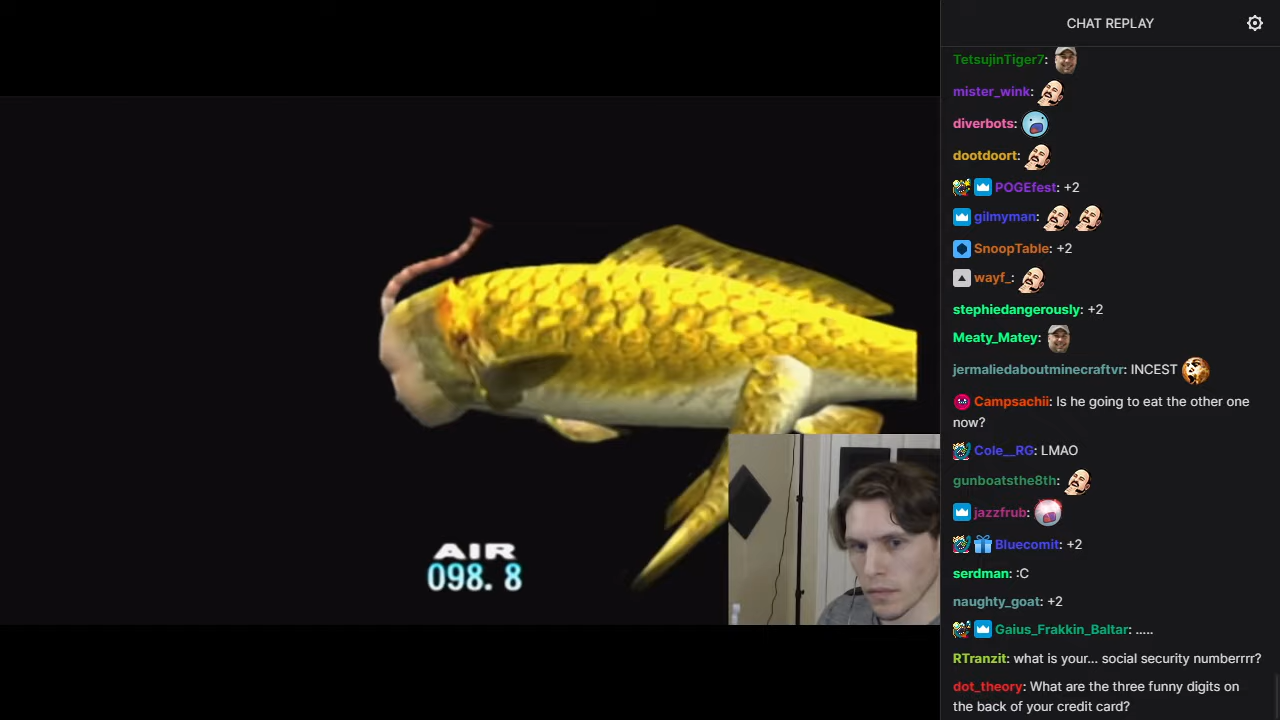 CHAT REPLAY
TetsujinTiger7:
mister_wink:
diverbots:
dootdoort:
POGEfest: +2
gilmyman:
SnoopTable: +2
wayf_:
stephiedangerously: +2
Meaty_Matey:
jermaliedaboutminecraftvr: INCEST
Campsachii: Is he going to eat the other one
now?
Cole__RG: LMAO
gunboatsthe8th:
jazzfrub:
Bluecomit: +2
serdman: :C
naughty_goat: +2
Gaius_Frakkin_Baltar: .....
RTranzit: what is your... social security numberrrr?
dot_theory: What are the three funny digits on
the back of your credit card?
AIR
098. 8